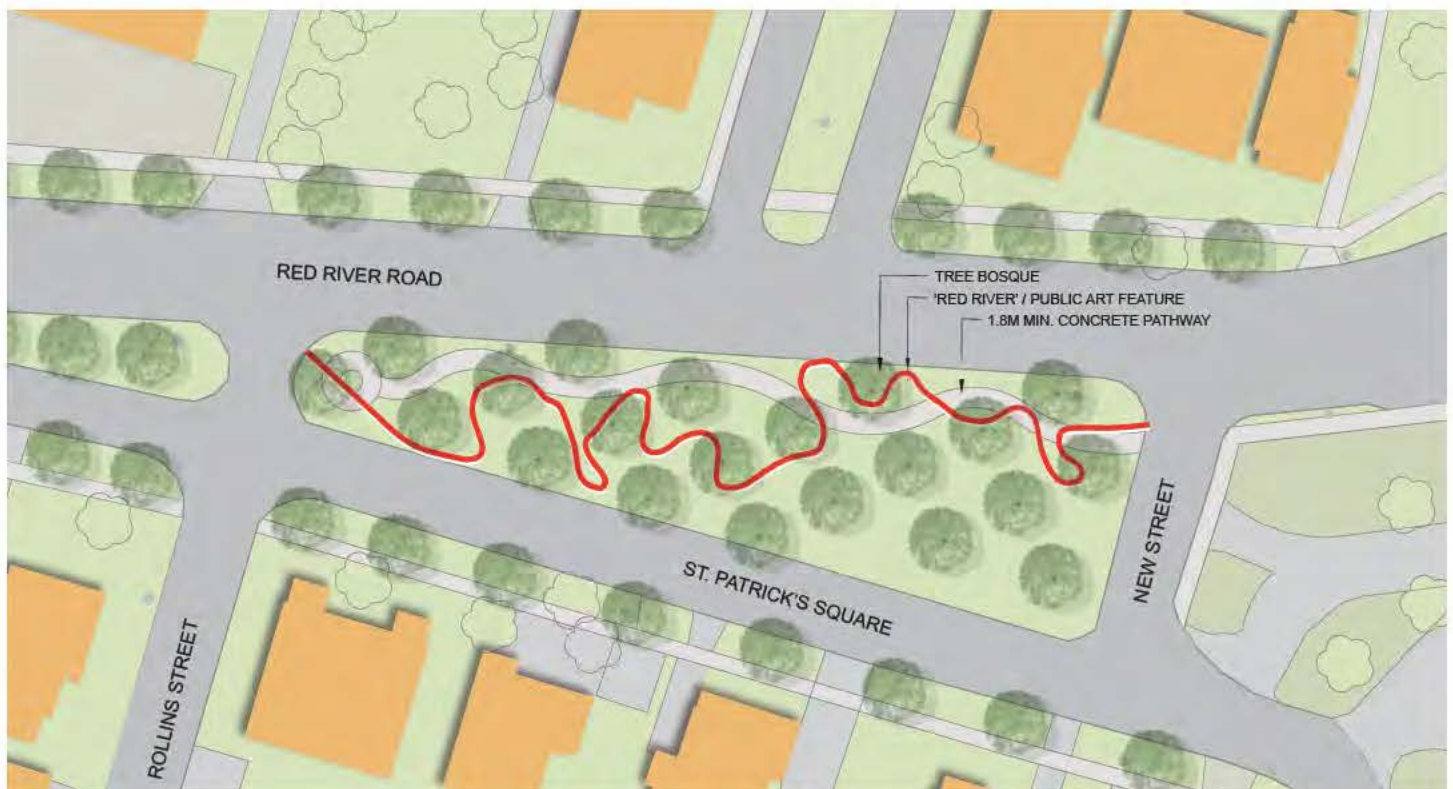 RED RIVER ROAD
TREE BOSQUE
'RED RIVER' / PUBLIC ART FEATURE
1.8M MIN. CONCRETE PATHWAY
ST. PATRICK'S SQUARE
NEW STREET
ROLLINS STREET